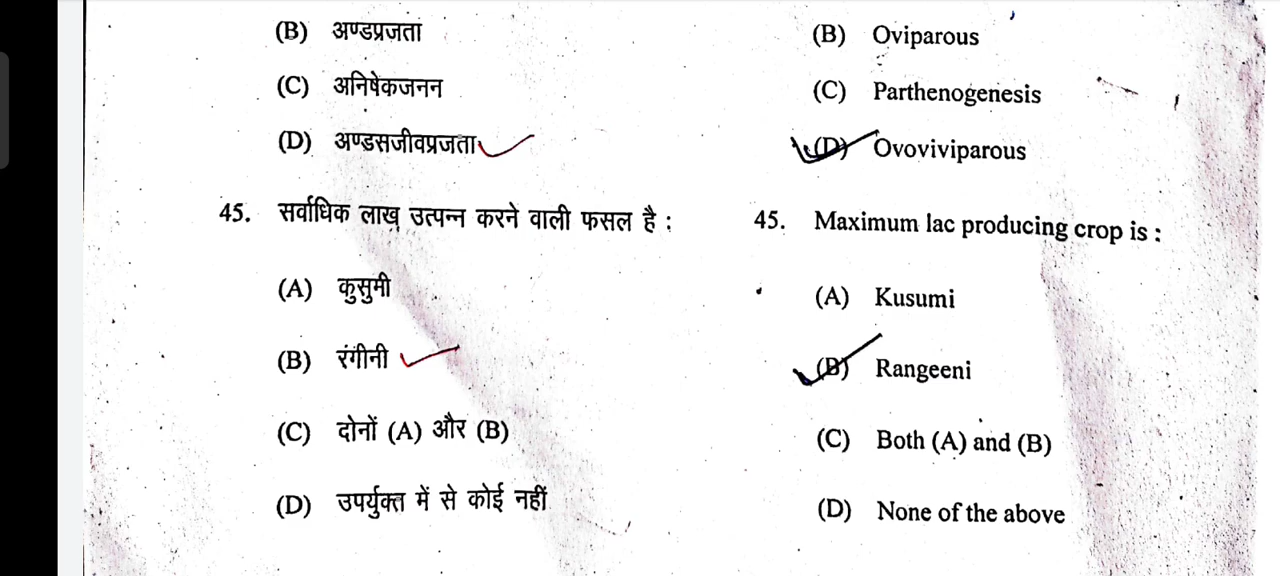 (B) अण्डप्रजता
(C) अनिषेकजनन
(D) अण्डसजीवप्रजता
45. सर्वाधिक लाख उत्पन्न करने वाली फसल है :
(A) कुसुमी
(B) रंगीनी
(C) दोनों (A) और (B)
(D) उपर्युक्त में से कोई नहीं
(B) Oviparous
(C) Parthenogenesis
(D) Ovoviviparous
45. Maximum lac producing crop is :
(A) Kusumi
(B) Rangeeni
(C) Both (A) and (B)
(D) None of the above